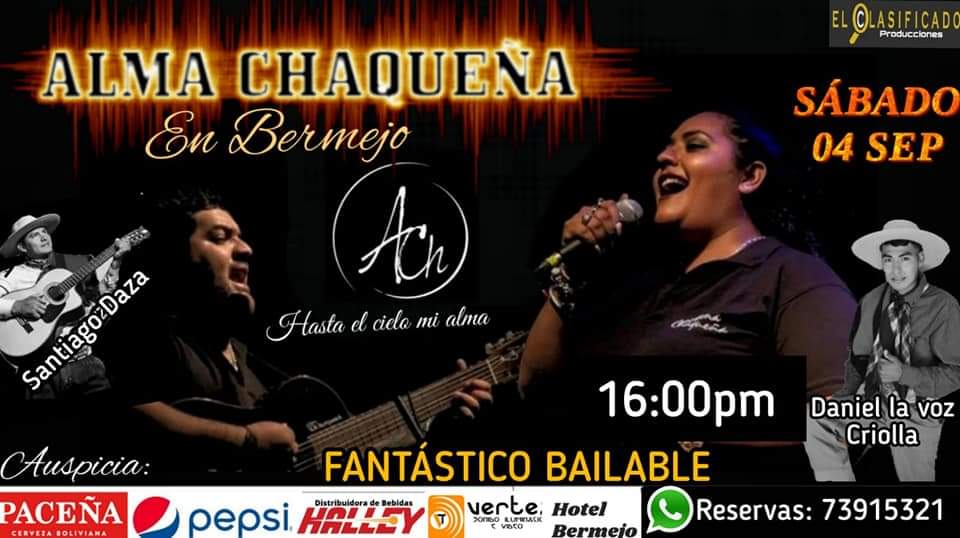 EL CLASIFICADO
Producciones
ALMA CHAQUEÑA
En Bermejo
SÁBADO
04 SEP
ACh
Hasta el cielo mi alma
Santiago Daza
16:00pm
Daniel la voz
Criolla
Auspicia:
FANTÁSTICO BAILABLE
PACEÑA
CERVEZA BOLIVIANA
pepsi
Distribuidora de Bebidas
HALLEY
T
verte
Hotel
Bermejo
Reservas: 73915321